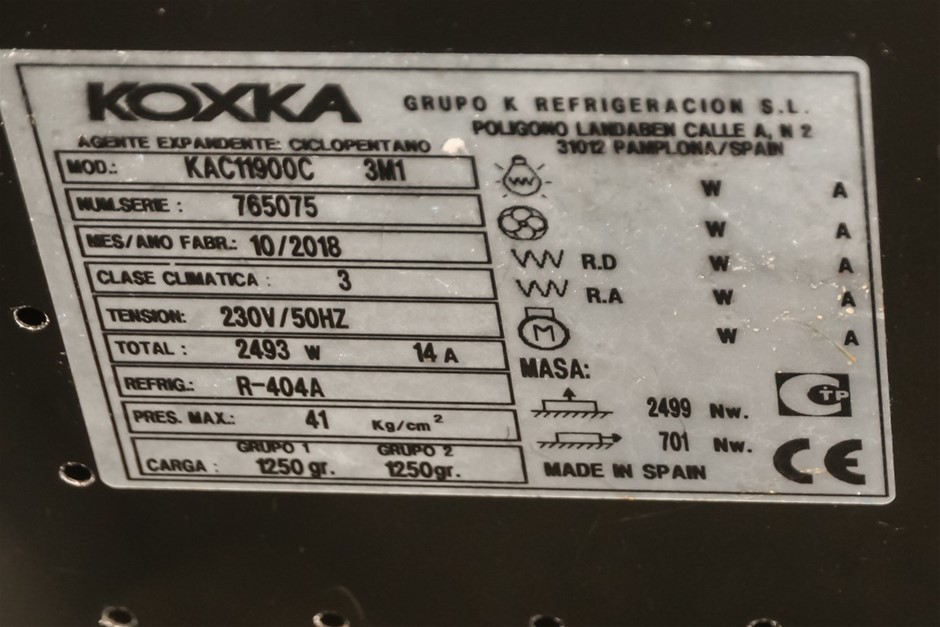 KOXKA
GRUPO K REFRIGERACION S.L.
POLIGONO LANDABEN CALLE A, N 2
31012 PAMPLONA/SPAIN
AGENTE EXPANDENTE: CICLOPENTANO
MOD.: KAC11900C 3M1
NUM.SERIE : 765075
MES/ANO FABR.: 10/2018
CLASE CLIMATICA : 3
TENSION: 230V/50HZ
TOTAL : 2493 W 14 A
REFRIG.: R-404A
PRES. MAX.: 41 Kg/cm²
GRUPO 1 GRUPO 2
CARGA : 1250 gr. 1250gr.
W A
W A
R.D W A
R.A W A
M W A
MASA:
2499 Nw.
701 Nw.
MADE IN SPAIN
CTP
CE